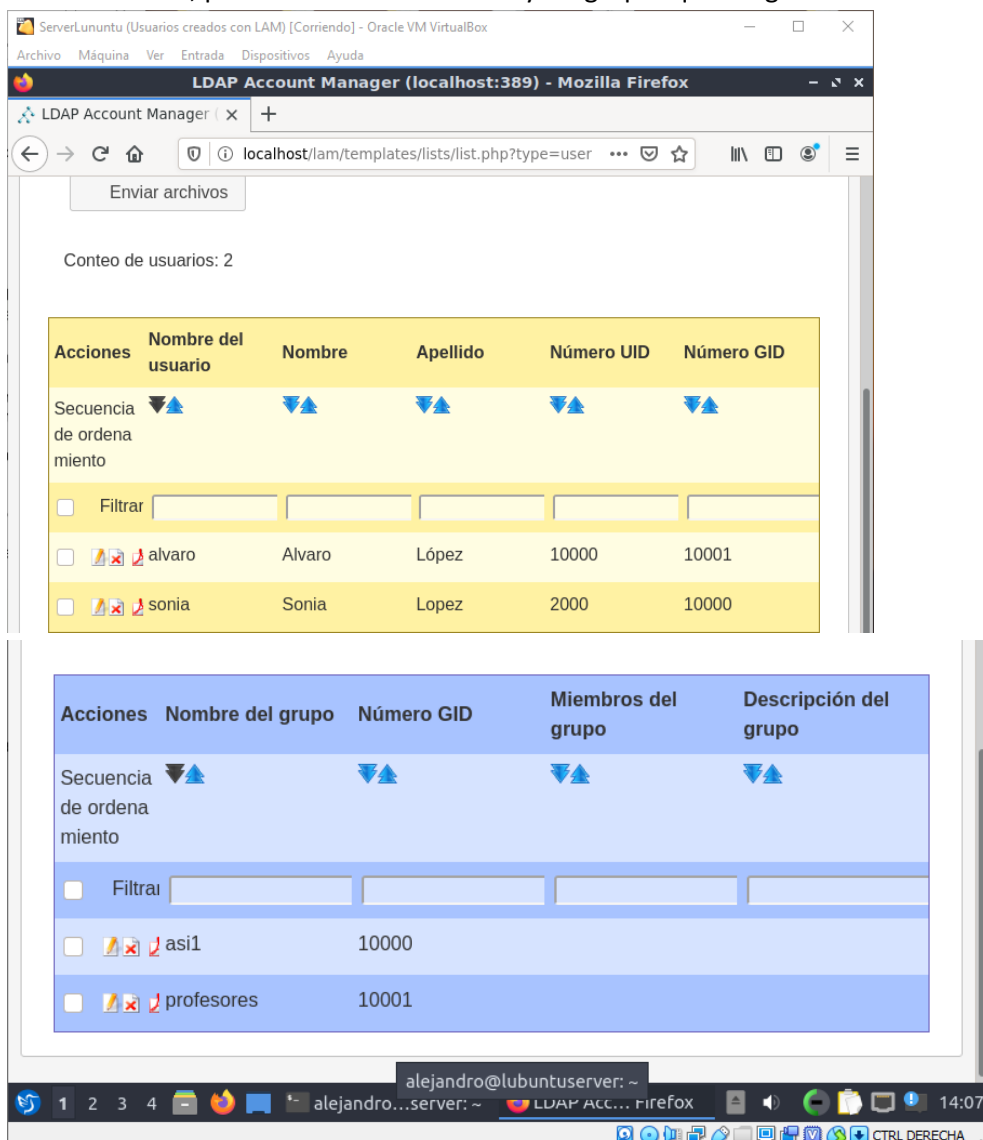 ServerLununtu (Usuarios creados con LAM) [Corriendo] - Oracle VM VirtualBox
Archivo Máquina Ver Entrada Dispositivos Ayuda
LDAP Account Manager (localhost:389) - Mozilla Firefox
LDAP Account Manager (
localhost/lam/templates/lists/list.php?type=user
Enviar archivos
Conteo de usuarios: 2
Acciones Nombre del usuario Nombre Apellido Número UID Número GID
Secuencia
de ordena
miento
Filtrar
alvaro Alvaro López 10000 10001
sonia Sonia Lopez 2000 10000
Acciones Nombre del grupo Número GID Miembros del grupo Descripción del grupo
Secuencia
de ordena
miento
Filtrar
asi1 10000
profesores 10001
alejandro@lubuntuserver: ~
1 2 3 4 alejandro...server: ~ LDAP Acc... Firefox 14:07
CTRL DERECHA